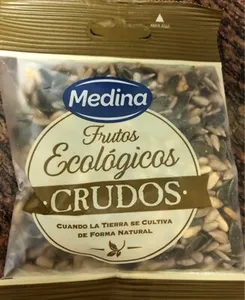 Medina
Frutos
Ecológicos
·CRUDOS·
CUANDO LA TIERRA SE CULTIVA
DE FORMA NATURAL